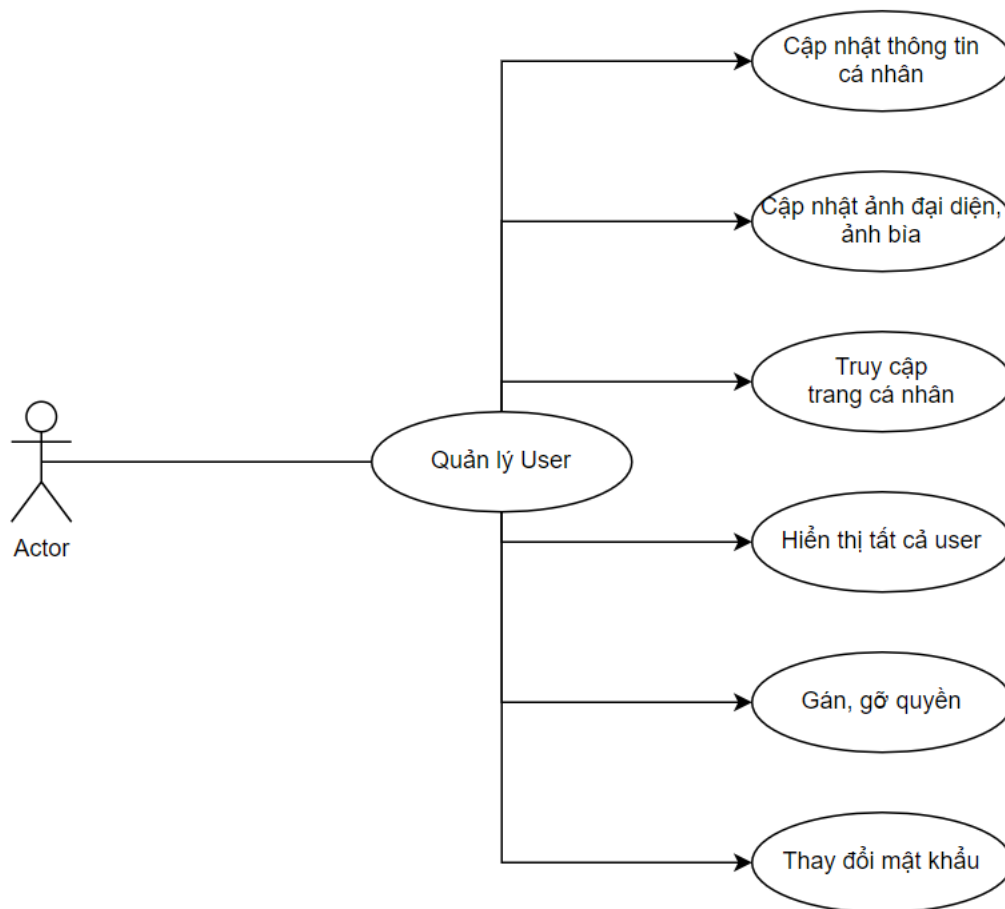 Cập nhật thông tin
cá nhân
Cập nhật ảnh đại diện,
ảnh bìa
Truy cập
trang cá nhân
Quản lý User
Actor
Hiển thị tất cả user
Gán, gỡ quyền
Thay đổi mật khẩu